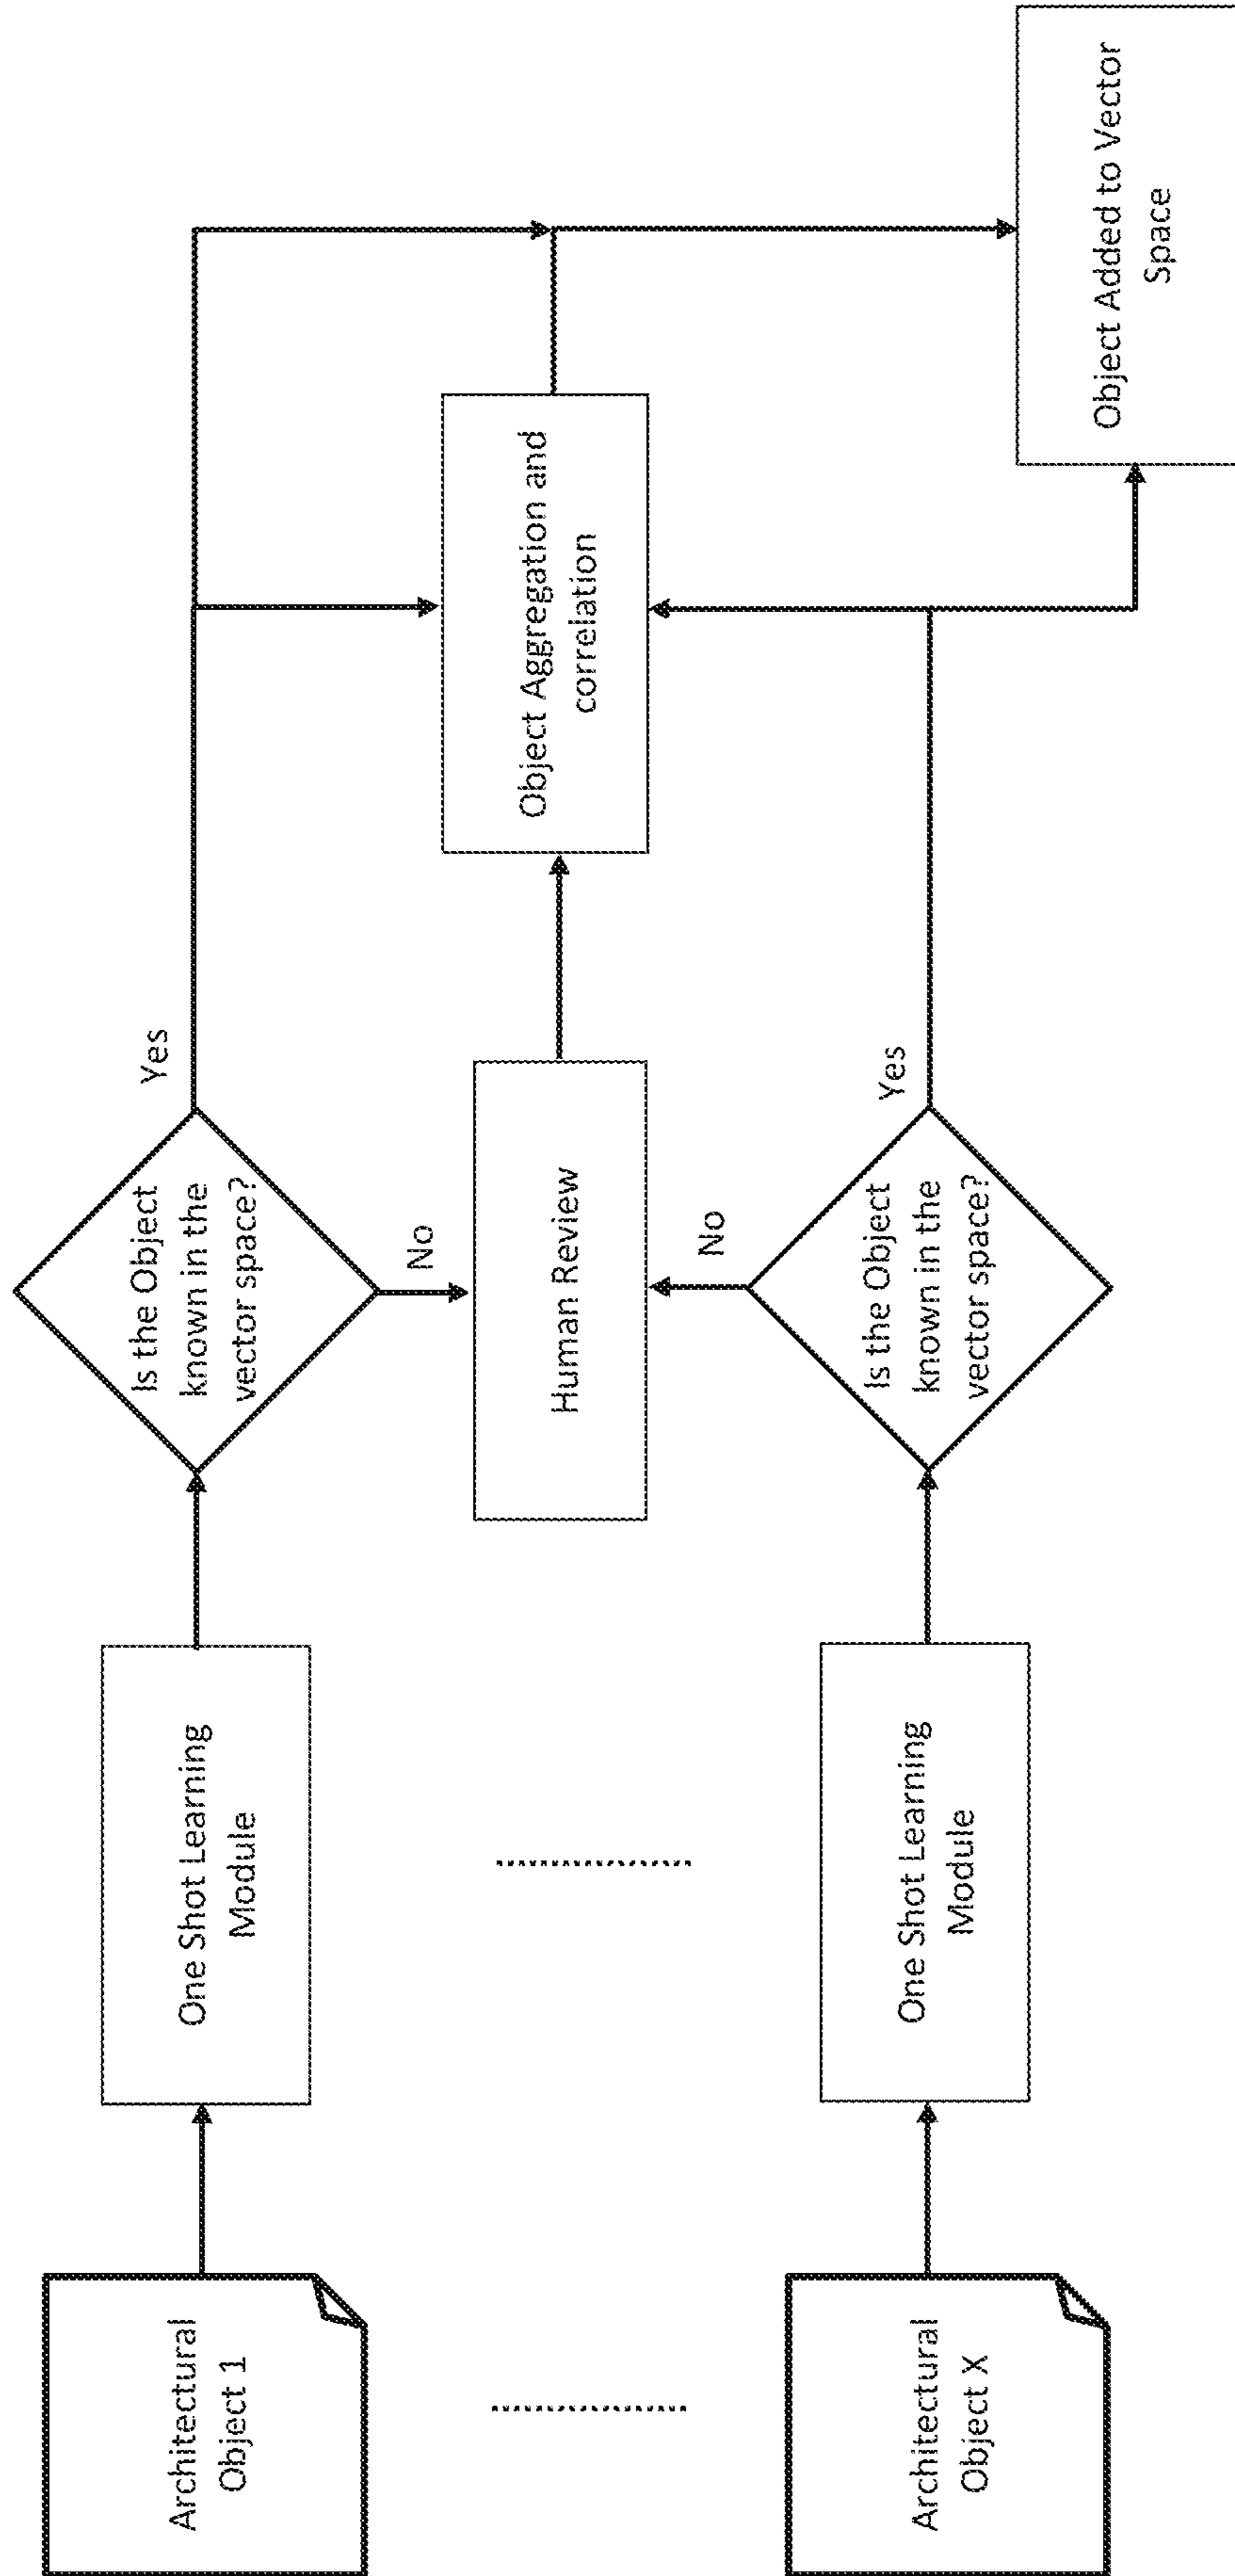 Architectural
Object 1
One Shot Learning
Module
Is the Object
known in the
vector space?
Yes
No
Human Review
Object Aggregation and
correlation
Architectural
Object X
One Shot Learning
Module
Is the Object
known in the
vector space?
Yes
No
Object Added to Vector
Space